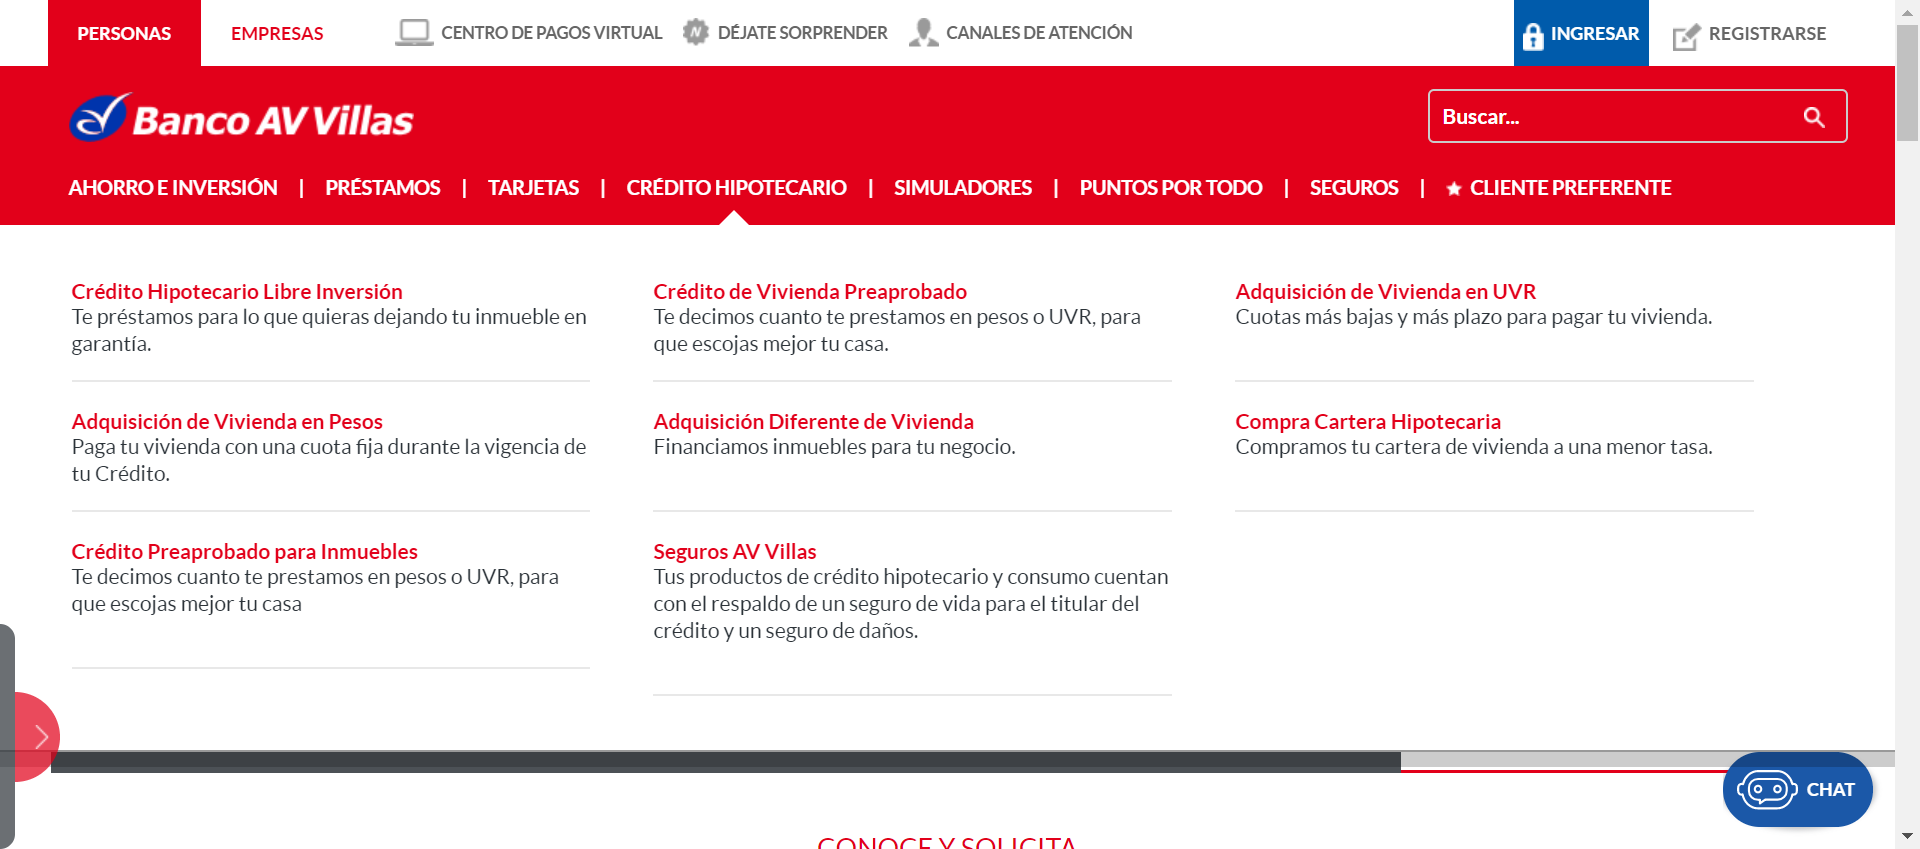 PERSONAS
EMPRESAS
CENTRO DE PAGOS VIRTUAL
DÉJATE SORPRENDER
CANALES DE ATENCIÓN
INGRESAR
REGISTRARSE
Banco AV Villas
Buscar...
AHORRO E INVERSIÓN | PRÉSTAMOS | TARJETAS | CRÉDITO HIPOTECARIO | SIMULADORES | PUNTOS POR TODO | SEGUROS | CLIENTE PREFERENTE
Crédito Hipotecario Libre Inversión
Te préstamos para lo que quieras dejando tu inmueble en
garantía.
Crédito de Vivienda Preaprobado
Te decimos cuanto te prestamos en pesos o UVR, para
que escojas mejor tu casa.
Adquisición de Vivienda en UVR
Cuotas más bajas y más plazo para pagar tu vivienda.
Adquisición de Vivienda en Pesos
Paga tu vivienda con una cuota fija durante la vigencia de
tu Crédito.
Adquisición Diferente de Vivienda
Financiamos inmuebles para tu negocio.
Compra Cartera Hipotecaria
Compramos tu cartera de vivienda a una menor tasa.
Crédito Preaprobado para Inmuebles
Te decimos cuanto te prestamos en pesos o UVR, para
que escojas mejor tu casa
Seguros AV Villas
Tus productos de crédito hipotecario y consumo cuentan
con el respaldo de un seguro de vida para el titular del
crédito y un seguro de daños.
CHAT
CONOCE Y SOLICITA